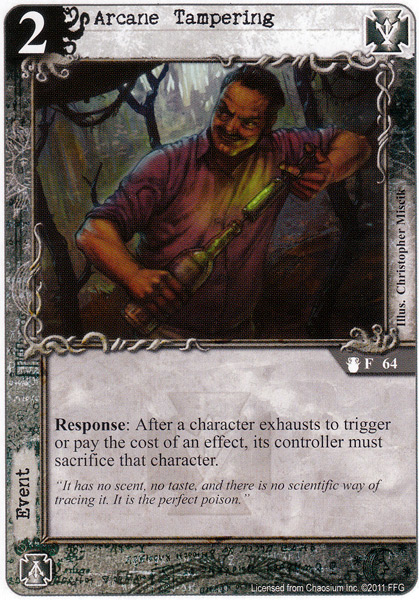 2
Arcane Tampering
Illus. Christopher Miscik
F 64
Response: After a character exhausts to trigger
or pay the cost of an effect, its controller must
sacrifice that character.
"It has no scent, no taste, and there is no scientific way of
tracing it. It is the perfect poison."
Event
Licensed from Chaosium Inc. ©2011 FFG